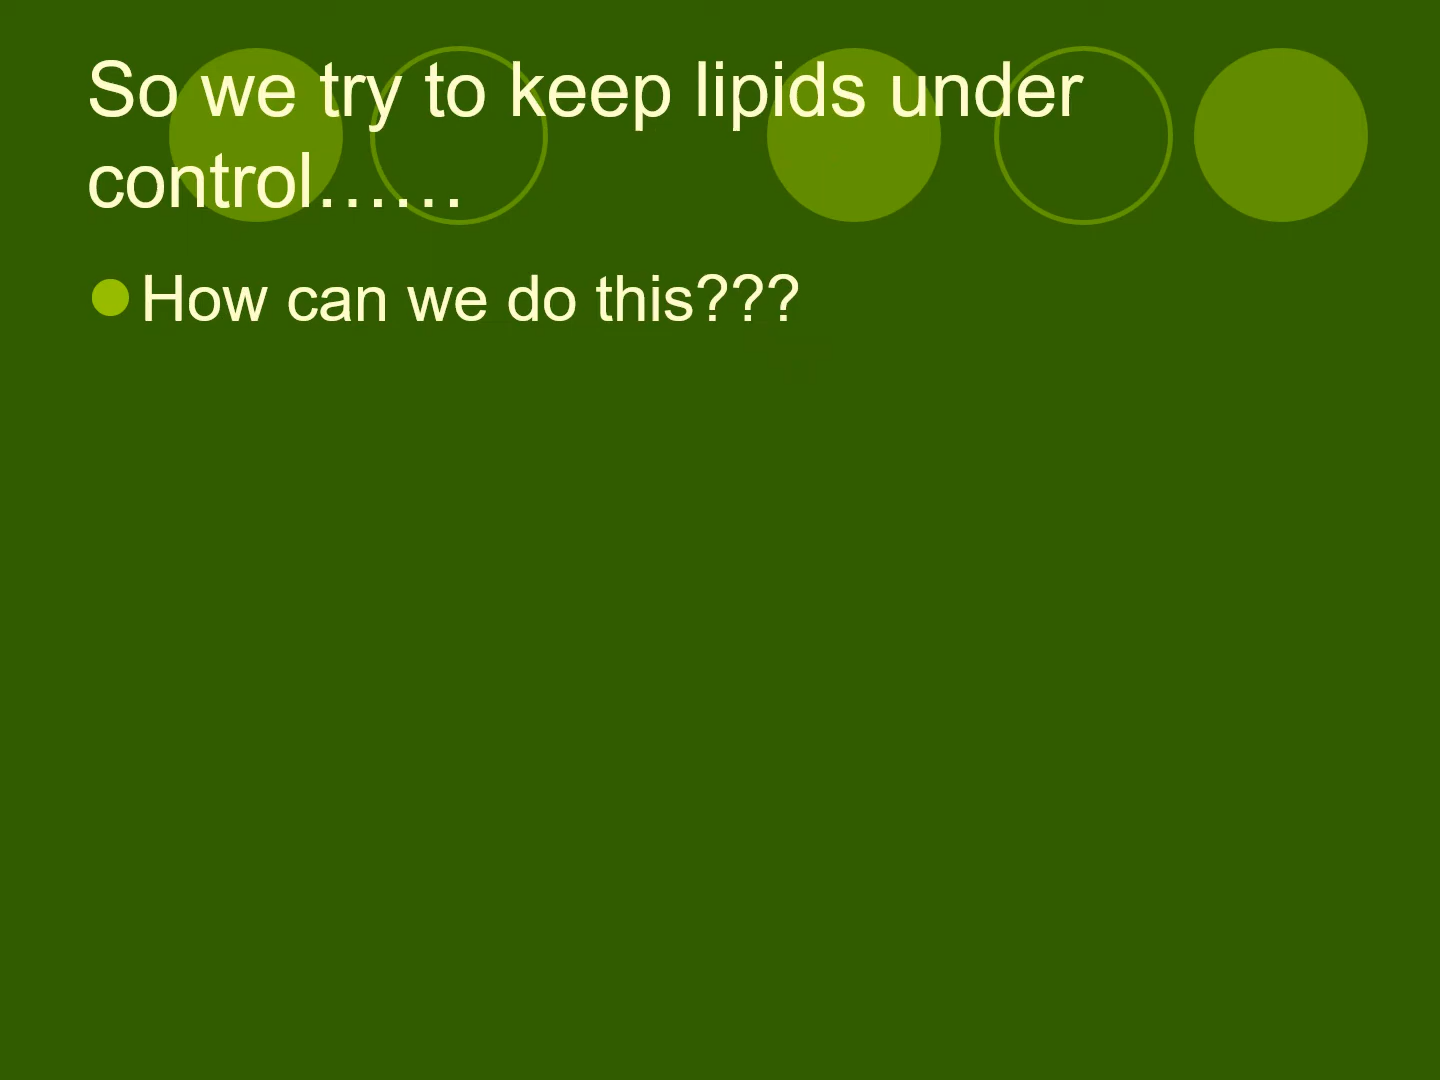 So we try to keep lipids under
control……
How can we do this???